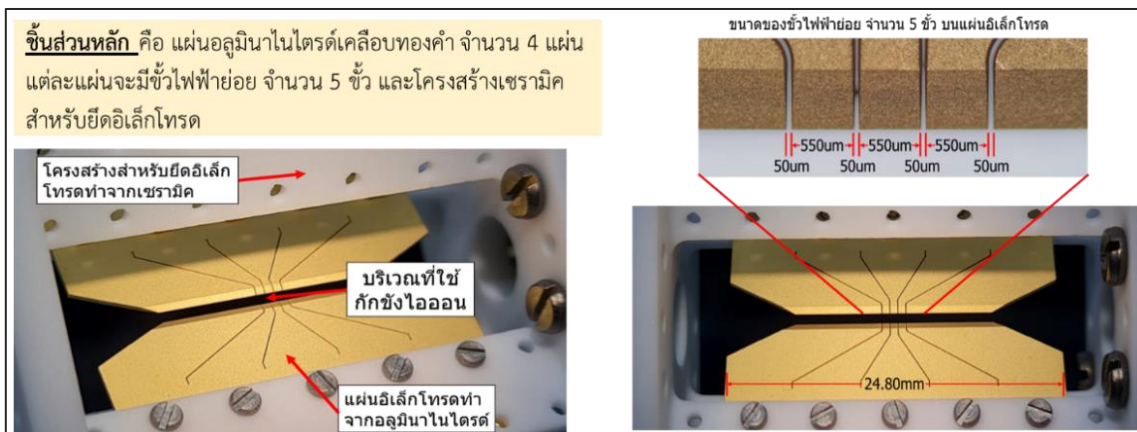 ชิ้นส่วนหลัก คือ แผ่นอลูมินาไนไตรด์เคลือบทองคำ จำนวน 4 แผ่น
แต่ละแผ่นจะมีขั้วไฟฟ้าย่อย จำนวน 5 ขั้ว และโครงสร้างเซรามิค
สำหรับยึดอิเล็กโทรด
โครงสร้างสำหรับยึดอิเล็ก
โทรดทำจากเซรามิค
บริเวณที่ใช้
กักขังไอออน
แผ่นอิเล็กโทรดทำ
จากอลูมินาไนไตรด์
ขนาดของขั้วไฟฟ้าย่อย จำนวน 5 ขั้ว บนแผ่นอิเล็กโทรด
550um 550um 550um
50um 50um 50um 50um
24.80mm